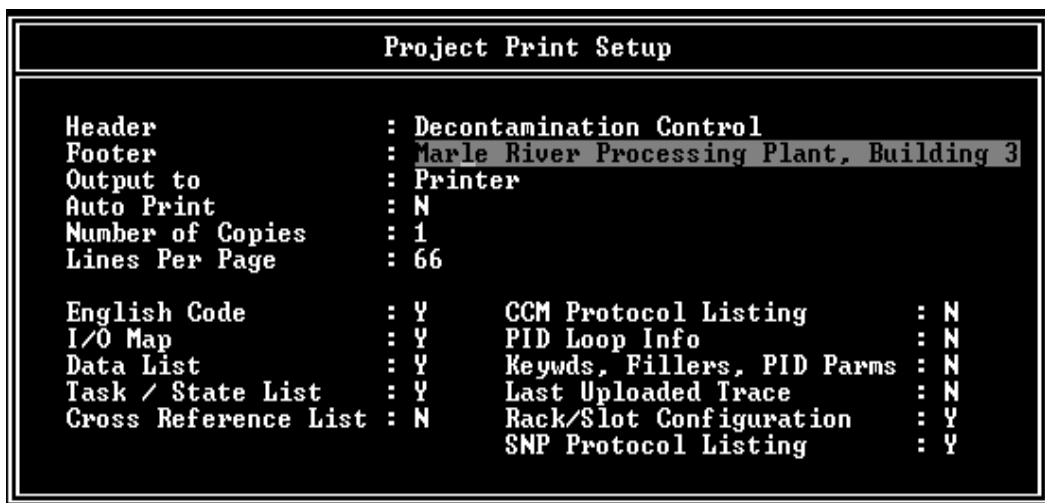 Project Print Setup
Header : Decontamination Control
Footer : Marle River Processing Plant, Building 3
Output to : Printer
Auto Print : N
Number of Copies : 1
Lines Per Page : 66
English Code : Y CCM Protocol Listing : N
I/O Map : Y PID Loop Info : N
Data List : Y Keywds, Fillers, PID Parms : N
Task / State List : Y Last Uploaded Trace : N
Cross Reference List : N Rack/Slot Configuration : Y
SNP Protocol Listing : Y